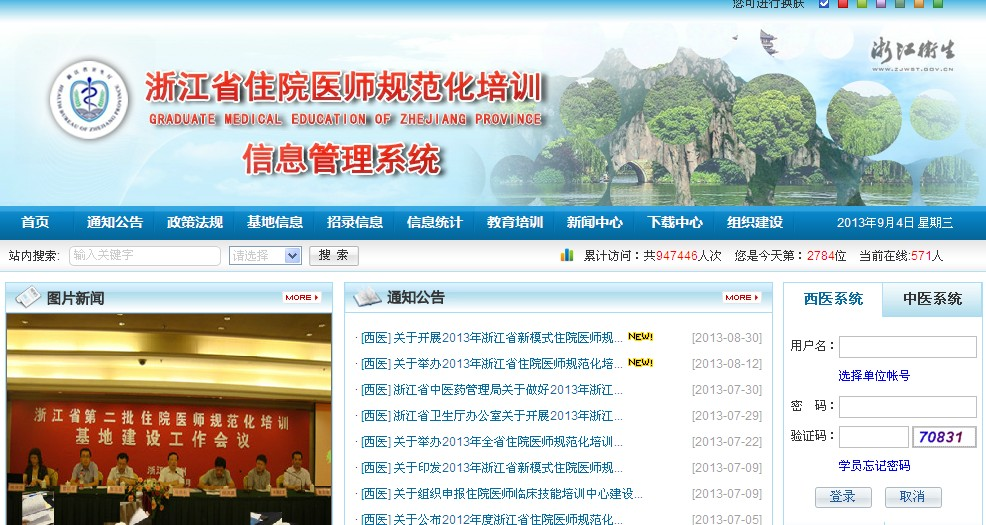 您可进行换肤
浙江卫生
WWW.ZJWST.GOV.CN
浙江省住院医师规范化培训
GRADUATE MEDICAL EDUCATION OF ZHEJIANG PROVINCE
信息管理系统
首页 通知公告 政策法规 基地信息 招录信息 信息统计 教育培训 新闻中心 下载中心 组织建设 2013年9月4日 星期三
站内搜索: 输入关键字 请选择 搜 索 累计访问：共947446人次 您是今天第：2784位 当前在线:571人
图片新闻 MORE
浙江省第二批住院医师规范化培训
基地建设工作会议
通知公告 MORE
· [西医] 关于开展2013年浙江省新模式住院医师规... NEW! [2013-08-30]
· [西医] 关于举办2013年浙江省住院医师规范化培... NEW! [2013-08-12]
· [西医] 浙江省中医药管理局关于做好2013年浙江... [2013-07-30]
· [西医] 浙江省卫生厅办公室关于开展2013年浙江... [2013-07-29]
· [西医] 关于举办2013年全省住院医师规范化培训... [2013-07-22]
· [西医] 关于印发2013年浙江省新模式住院医师规... [2013-07-09]
· [西医] 关于组织申报住院医师临床技能培训中心建设... [2013-07-09]
· [西医] 关于公布2012年度浙江省住院医师规范化... [2013-07-05]
西医系统 中医系统
用户名：
选择单位帐号
密 码：
验证码： 70831
学员忘记密码
登录 取消